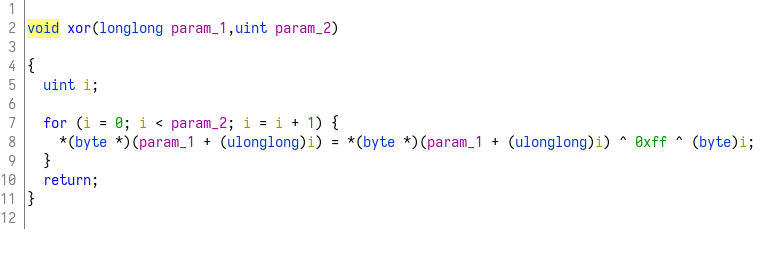 1
2 void xor(longlong param_1,uint param_2)
3
4 {
5 uint i;
6
7 for (i = 0; i < param_2; i = i + 1) {
8 *(byte *)(param_1 + (ulonglong)i) = *(byte *)(param_1 + (ulonglong)i) ^ 0xff ^ (byte)i;
9 }
10 return;
11 }
12